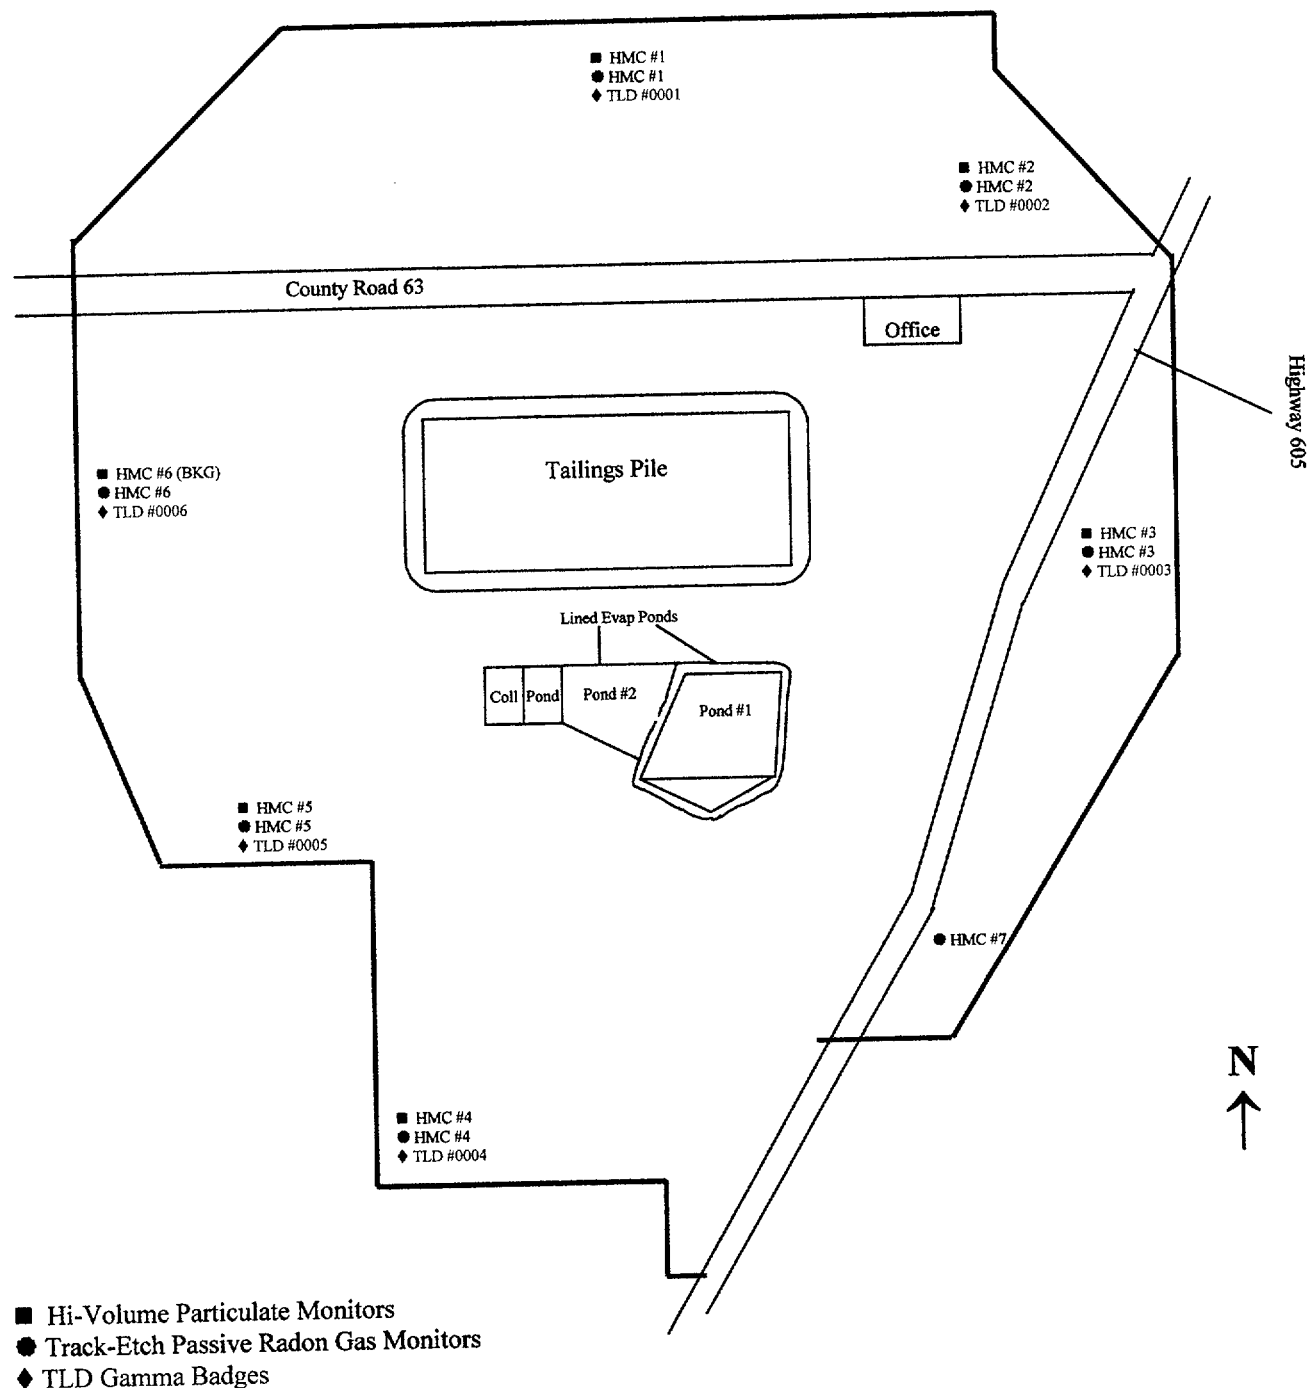 ■ HMC #1
● HMC #1
♦ TLD #0001
■ HMC #2
● HMC #2
♦ TLD #0002
County Road 63
Office
Highway 605
Tailings Pile
■ HMC #6 (BKG)
● HMC #6
♦ TLD #0006
■ HMC #3
● HMC #3
♦ TLD #0003
Lined Evap Ponds
Coll Pond Pond #2
Pond #1
■ HMC #5
● HMC #5
♦ TLD #0005
● HMC #7
N
■ HMC #4
● HMC #4
♦ TLD #0004
■ Hi-Volume Particulate Monitors
● Track-Etch Passive Radon Gas Monitors
♦ TLD Gamma Badges